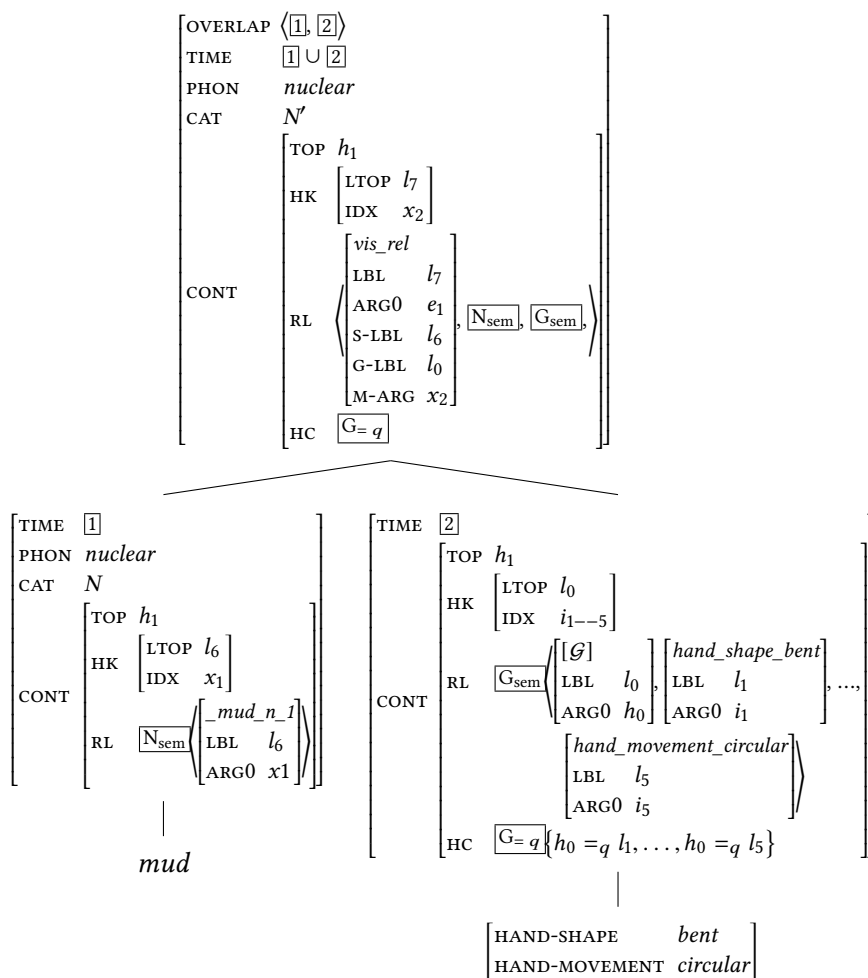 OVERLAP ⟨1, 2⟩
TIME 1 ∪ 2
PHON nuclear
CAT N′
CONT
TOP h1
HK
LTOP l7
IDX x2
RL
vis_rel
LBL l7
ARG0 e1
S-LBL l6
G-LBL l0
M-ARG x2
, Nsem, Gsem,
HC G=q
TIME 1
PHON nuclear
CAT N
CONT
TOP h1
HK
LTOP l6
IDX x1
RL Nsem
_mud_n_1
LBL l6
ARG0 x1
mud
TIME 2
CONT
TOP h1
HK
LTOP l0
IDX i1--5
RL Gsem
[𝒢]
LBL l0
ARG0 h0
,
hand_shape_bent
LBL l1
ARG0 i1
, ...,
hand_movement_circular
LBL l5
ARG0 i5
HC G=q {h0 =q l1, . . . , h0 =q l5}
HAND-SHAPE bent
HAND-MOVEMENT circular